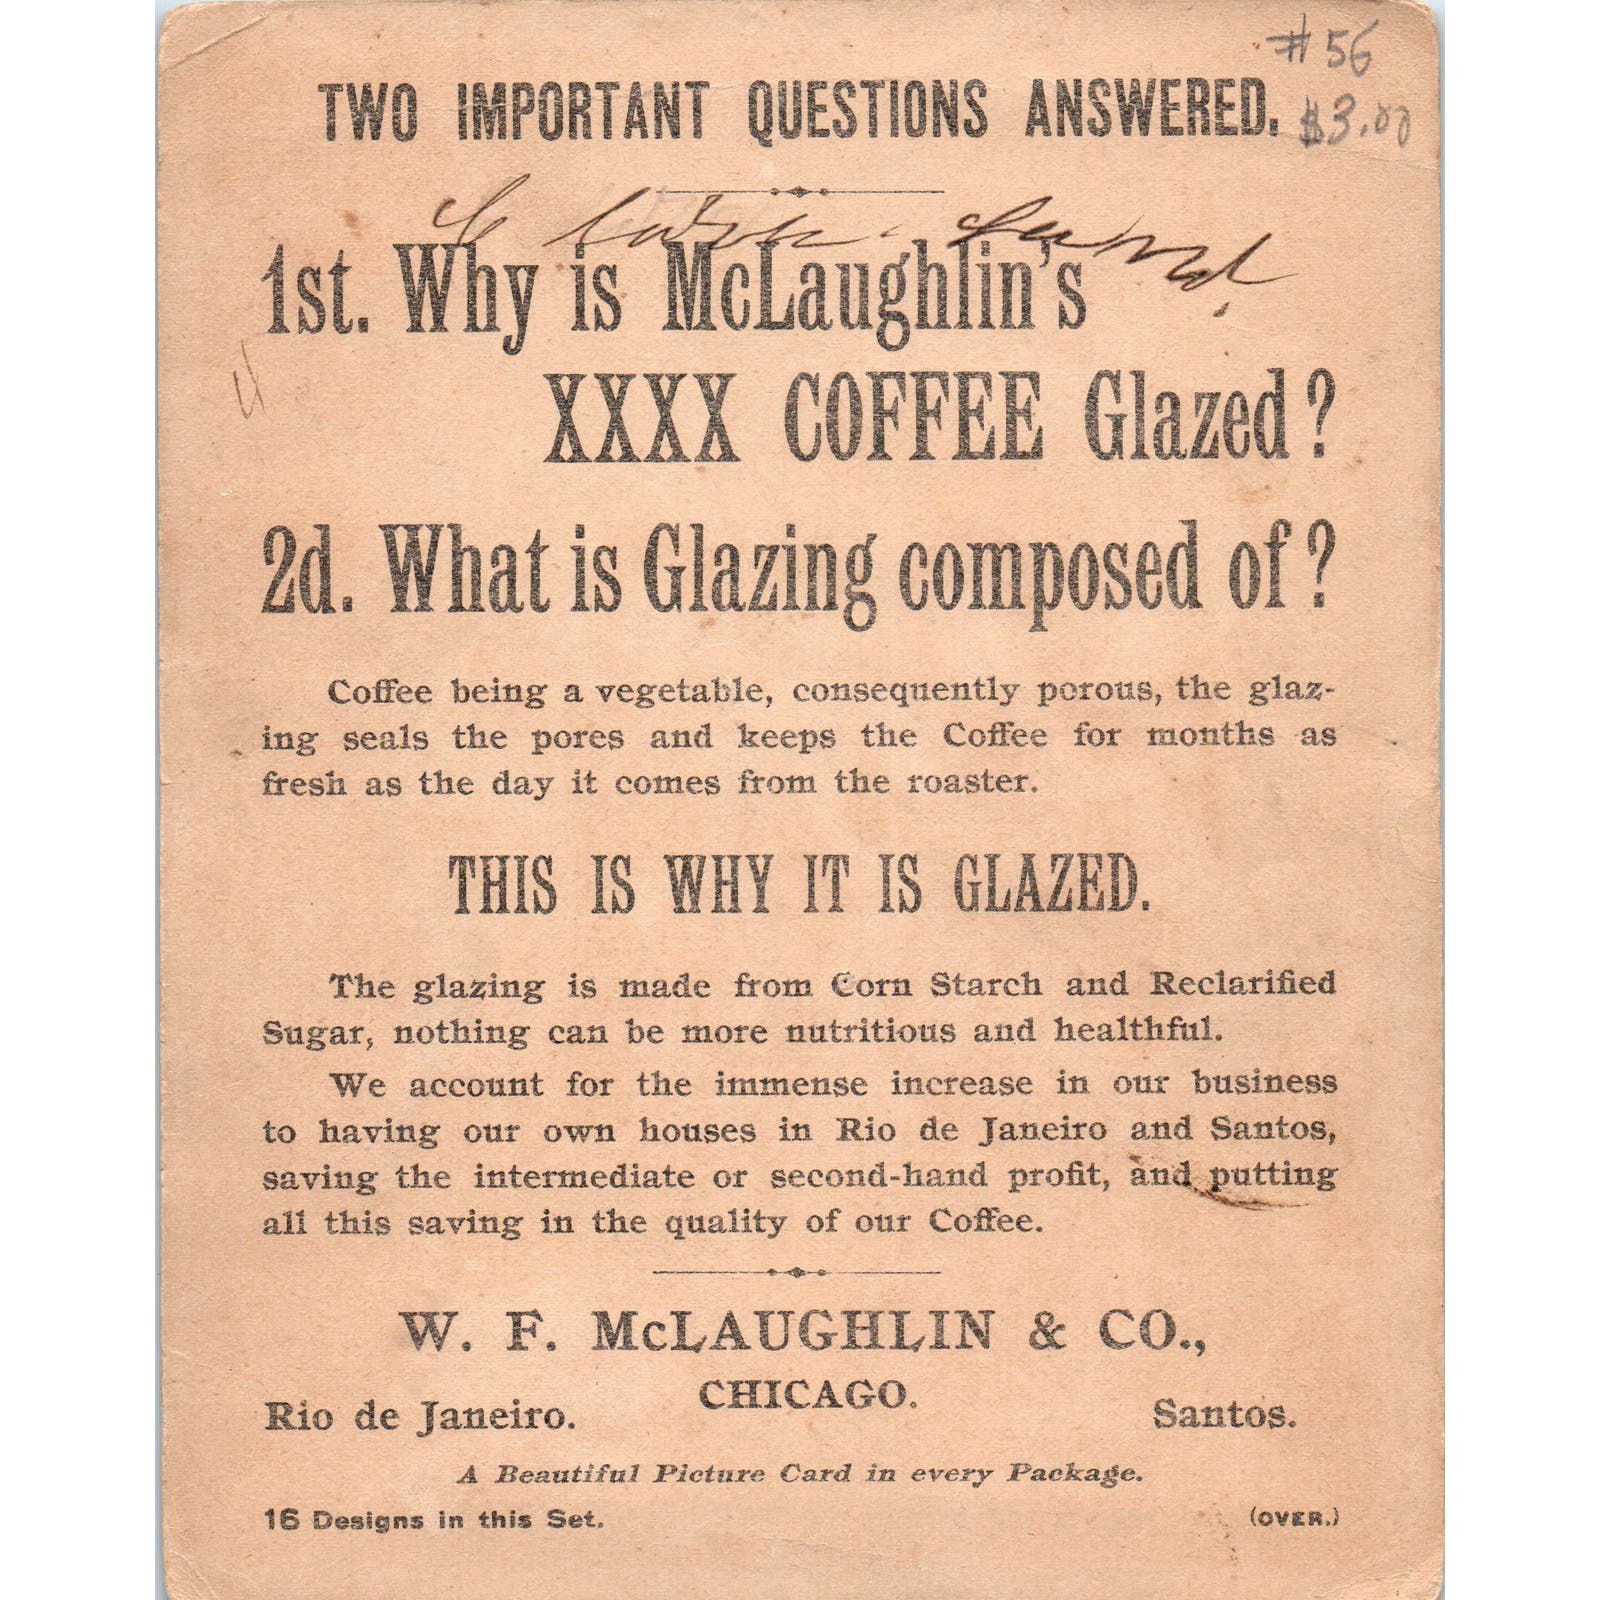 # 56
TWO IMPORTANT QUESTIONS ANSWERED.
$3.00
1st. Why is McLaughlin's
XXXX COFFEE Glazed?
2d. What is Glazing composed of?
Coffee being a vegetable, consequently porous, the glaz-
ing seals the pores and keeps the Coffee for months as
fresh as the day it comes from the roaster.
THIS IS WHY IT IS GLAZED.
The glazing is made from Corn Starch and Reclarified
Sugar, nothing can be more nutritious and healthful.
We account for the immense increase in our business
to having our own houses in Rio de Janeiro and Santos,
saving the intermediate or second-hand profit, and putting
all this saving in the quality of our Coffee.
W. F. McLAUGHLIN & CO.,
CHICAGO.
Rio de Janeiro. Santos.
A Beautiful Picture Card in every Package.
16 Designs in this Set. (OVER.)